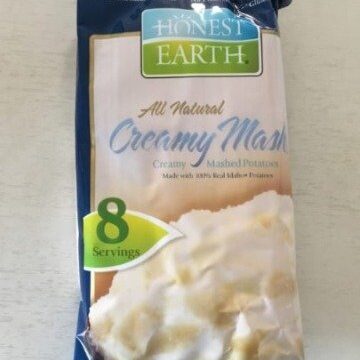 HONEST
EARTH®
All Natural
Creamy Mash
Creamy Mashed Potatoes
Made with 100% Real Idaho® Potatoes
8
Servings